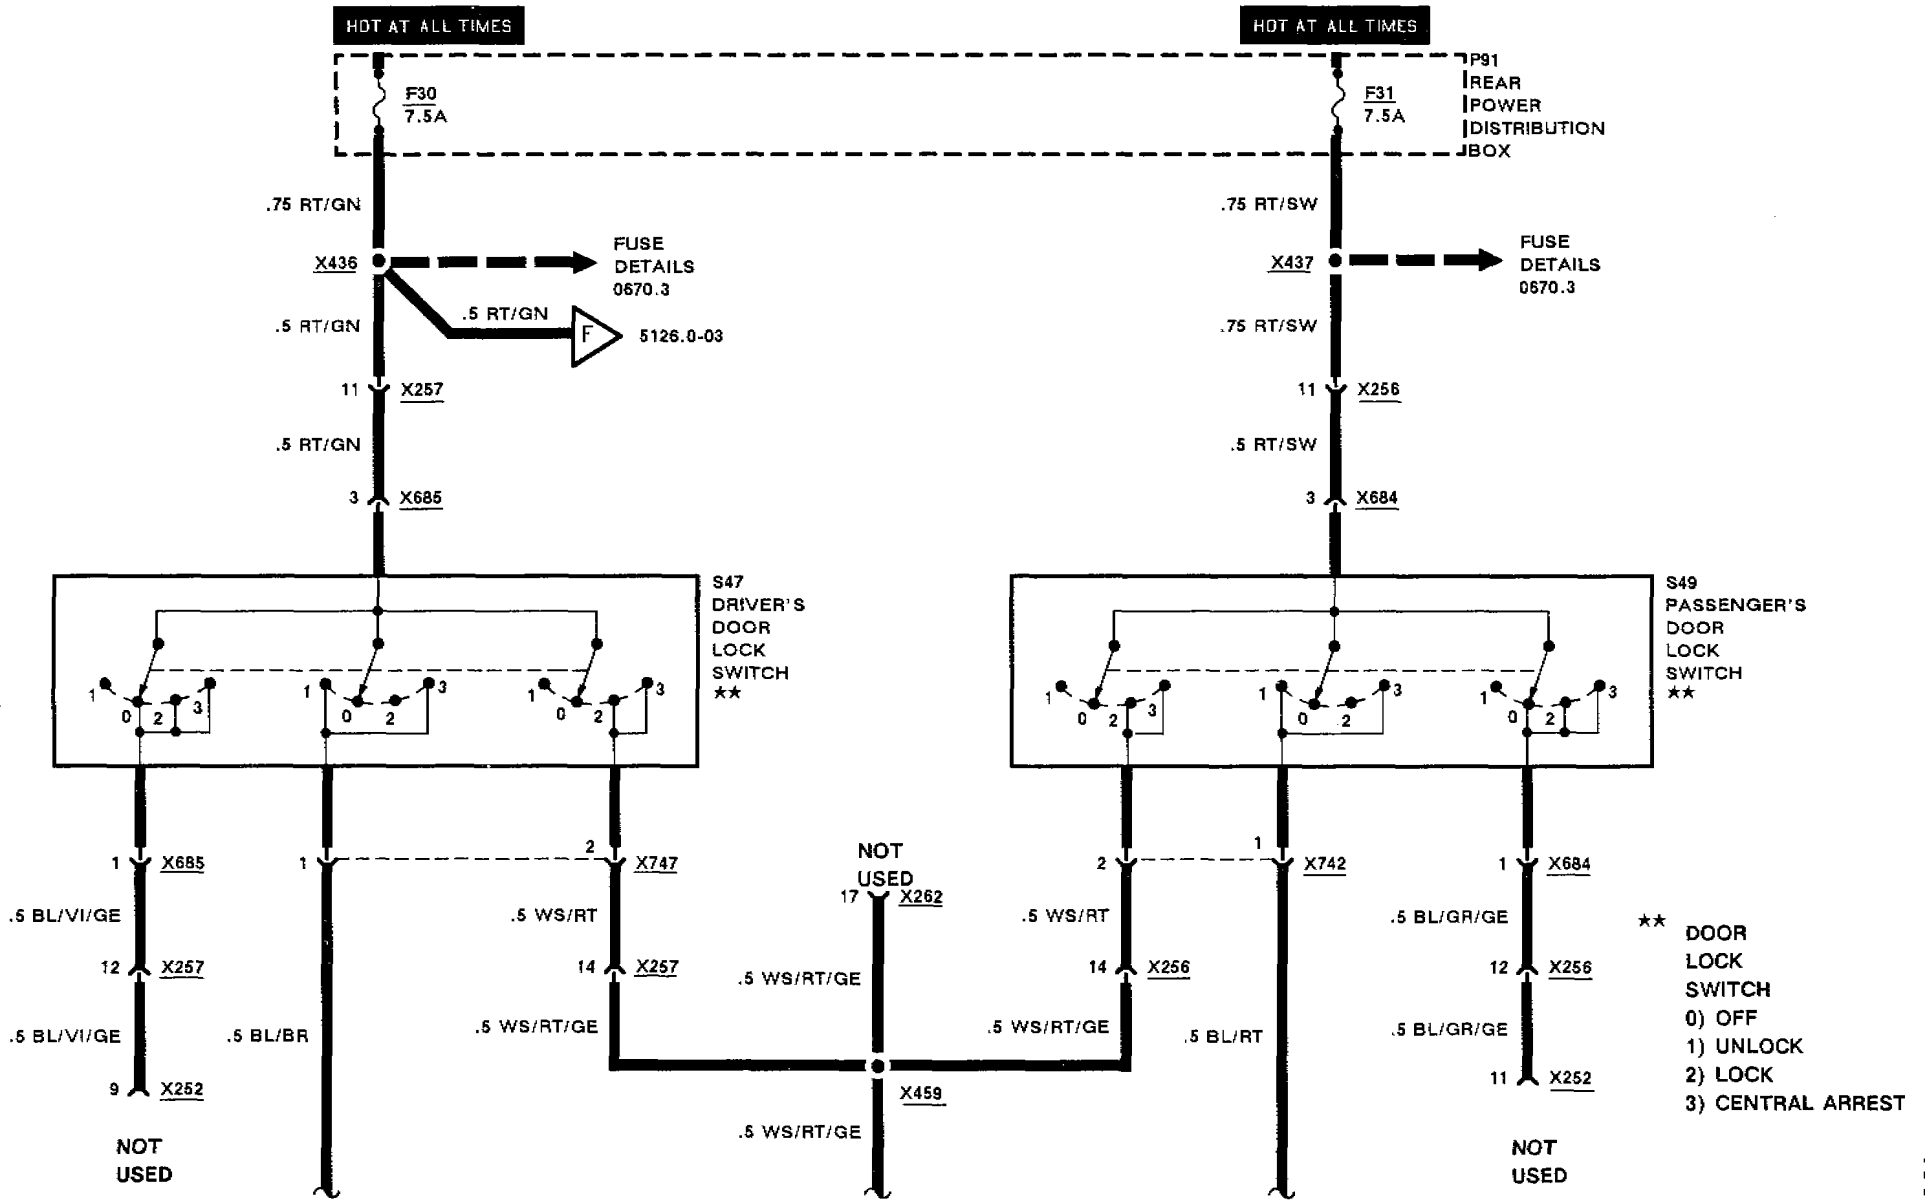 HOT AT ALL TIMES
HOT AT ALL TIMES
F30
7.5A
F31
7.5A
P91
REAR
POWER
DISTRIBUTION
BOX
.75 RT/GN
.75 RT/SW
X436
FUSE
DETAILS
0670.3
X437
FUSE
DETAILS
0670.3
.5 RT/GN
.5 RT/GN
F
5126.0-03
.75 RT/SW
11
X257
11
X256
.5 RT/GN
.5 RT/SW
3
X685
3
X684
S47
DRIVER'S
DOOR
LOCK
SWITCH
★★
S49
PASSENGER'S
DOOR
LOCK
SWITCH
★★
1
0
2
3
1
0
2
3
1
0
2
3
1
0
2
3
1
0
2
3
1
0
2
3
1
X685
1
2
X747
NOT
USED
17
X262
2
1
X742
1
X684
.5 BL/VI/GE
.5 WS/RT
.5 WS/RT
.5 BL/GR/GE
12
X257
14
X257
.5 WS/RT/GE
14
X256
12
X256
.5 BL/VI/GE
.5 BL/BR
.5 WS/RT/GE
.5 WS/RT/GE
.5 BL/RT
.5 BL/GR/GE
9
X252
X459
11
X252
.5 WS/RT/GE
NOT
USED
NOT
USED
★★
DOOR
LOCK
SWITCH
0) OFF
1) UNLOCK
2) LOCK
3) CENTRAL ARREST